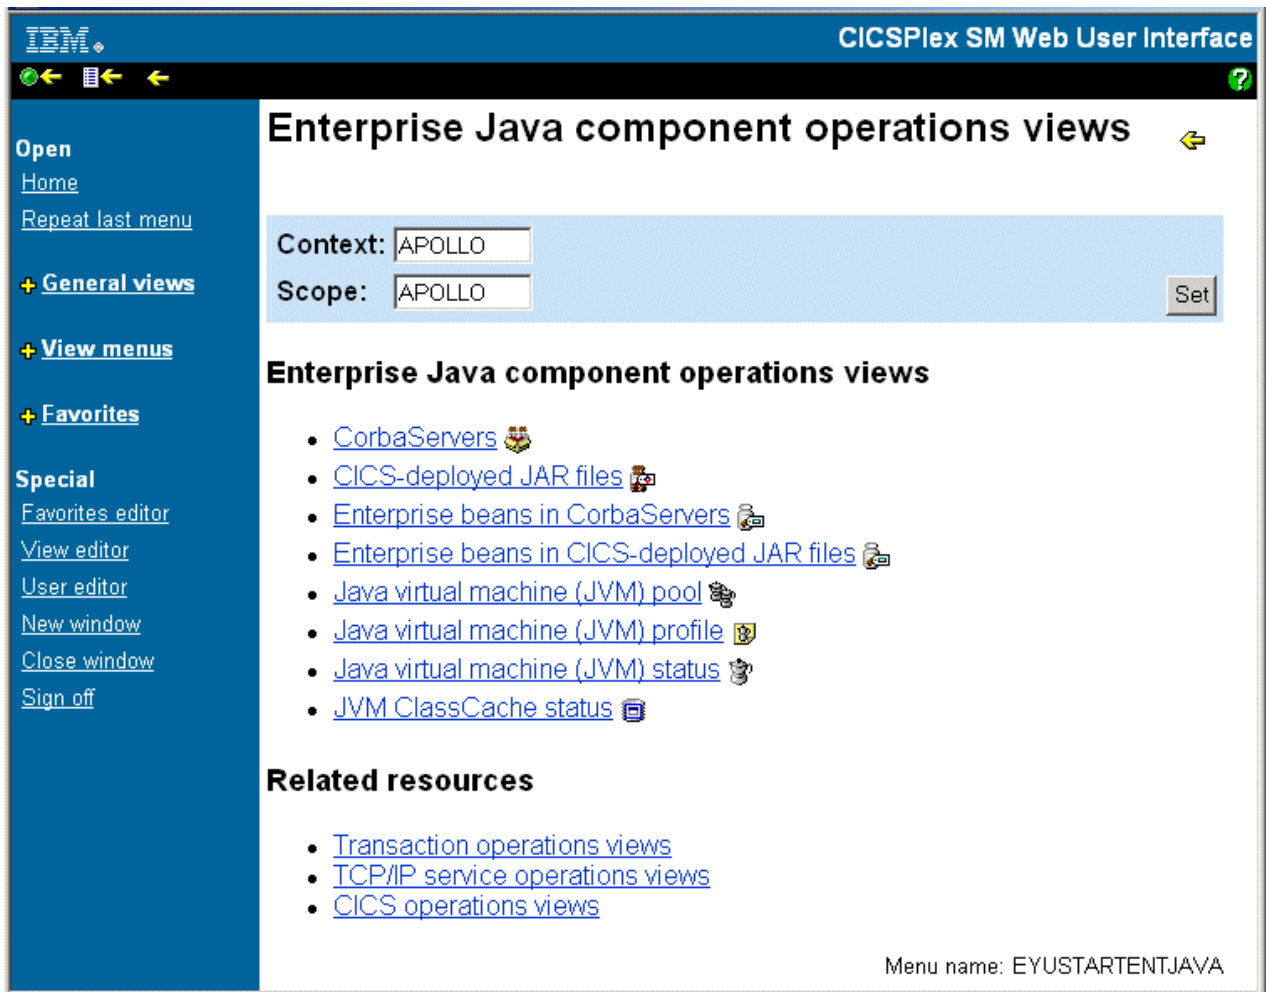 IBM.
CICSPlex SM Web User Interface
?
Open
Home
Repeat last menu
General views
View menus
Favorites
Special
Favorites editor
View editor
User editor
New window
Close window
Sign off
Enterprise Java component operations views
Context: APOLLO
Scope: APOLLO
Set
Enterprise Java component operations views
• CorbaServers
• CICS-deployed JAR files
• Enterprise beans in CorbaServers
• Enterprise beans in CICS-deployed JAR files
• Java virtual machine (JVM) pool
• Java virtual machine (JVM) profile
• Java virtual machine (JVM) status
• JVM ClassCache status
Related resources
• Transaction operations views
• TCP/IP service operations views
• CICS operations views
Menu name: EYUSTARTENTJAVA